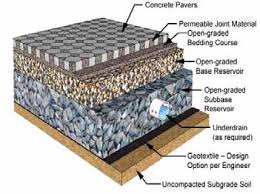 Concrete Pavers
Permeable Joint Material
Open-graded
Bedding Course
Open-graded
Base Reservoir
Open-graded
Subbase
Reservoir
Underdrain
(as required)
Geotextile – Design
Option per Engineer
Uncompacted Subgrade Soil